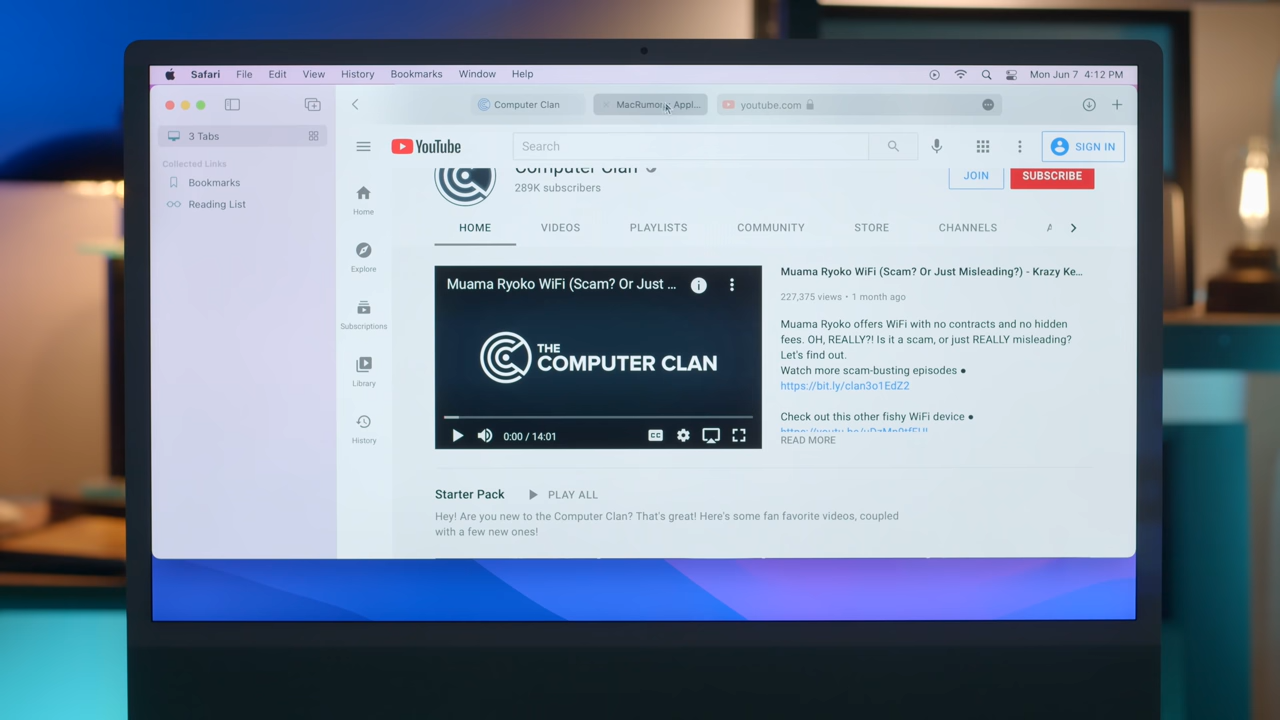 Safari File Edit View History Bookmarks Window Help
Mon Jun 7 4:12 PM
Computer Clan
MacRumors: Appl...
youtube.com
3 Tabs
Collected Links
Bookmarks
Reading List
YouTube
Search
SIGN IN
Home
Explore
Subscriptions
Library
History
Computer Clan
289K subscribers
JOIN
SUBSCRIBE
HOME VIDEOS PLAYLISTS COMMUNITY STORE CHANNELS
Muama Ryoko WiFi (Scam? Or Just ...
THE
COMPUTER CLAN
0:00 / 14:01
CC
Muama Ryoko WiFi (Scam? Or Just Misleading?) - Krazy Ke...
227,375 views • 1 month ago
Muama Ryoko offers WiFi with no contracts and no hidden
fees. OH, REALLY?! Is it a scam, or just REALLY misleading?
Let's find out.
Watch more scam-busting episodes ●
https://bit.ly/clan3o1EdZ2
Check out this other fishy WiFi device ●
READ MORE
Starter Pack
PLAY ALL
Hey! Are you new to the Computer Clan? That's great! Here's some fan favorite videos, coupled
with a few new ones!